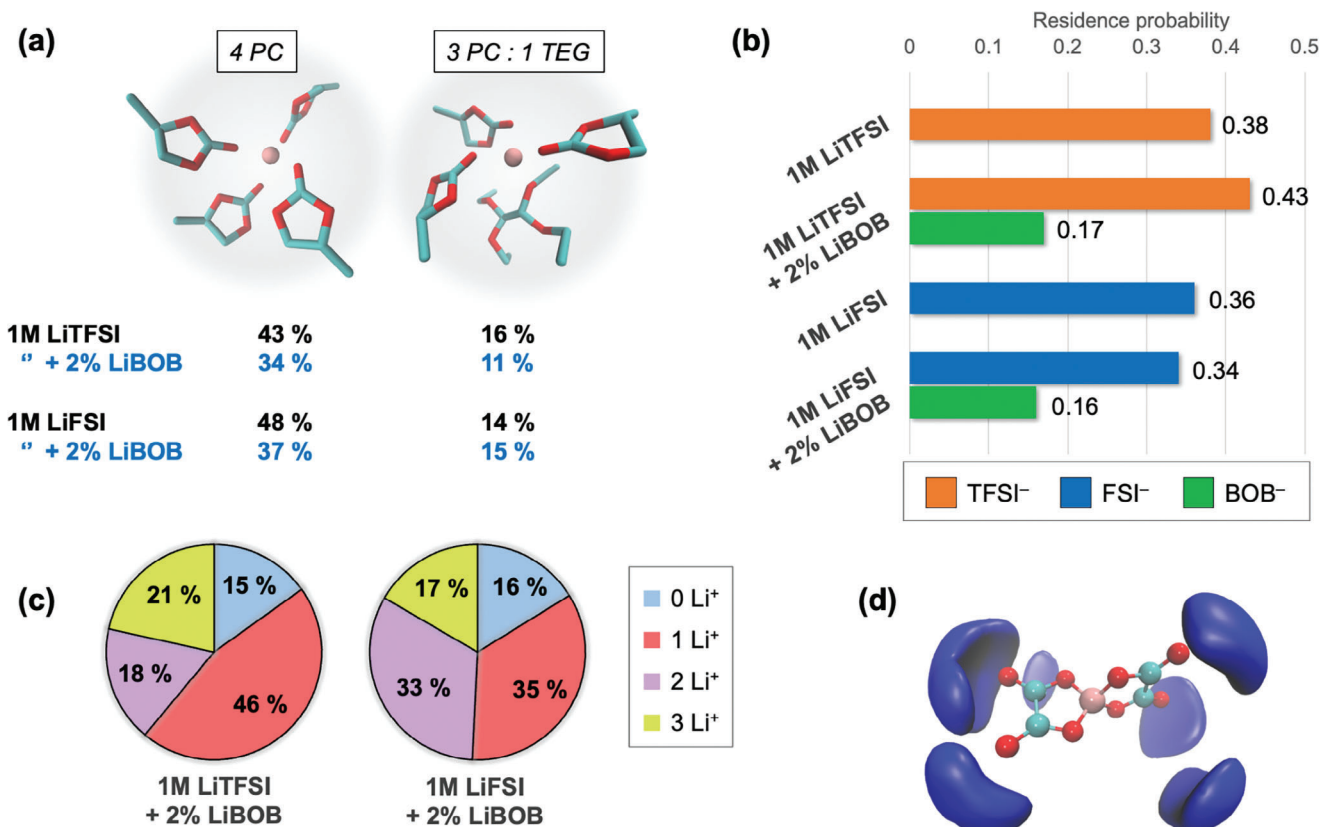 (a)
4 PC
3 PC : 1 TEG
1M LiTFSI 43 % 16 %
“ + 2% LiBOB 34 % 11 %
1M LiFSI 48 % 14 %
“ + 2% LiBOB 37 % 15 %
(b)
Residence probability
0 0.1 0.2 0.3 0.4 0.5
1M LiTFSI
0.38
1M LiTFSI
+ 2% LiBOB
0.43
0.17
1M LiFSI
0.36
1M LiFSI
+ 2% LiBOB
0.34
0.16
TFSI⁻ FSI⁻ BOB⁻
(c)
21 % 15 %
18 % 46 %
1M LiTFSI
+ 2% LiBOB
17 % 16 %
33 % 35 %
1M LiFSI
+ 2% LiBOB
0 Li⁺
1 Li⁺
2 Li⁺
3 Li⁺
(d)